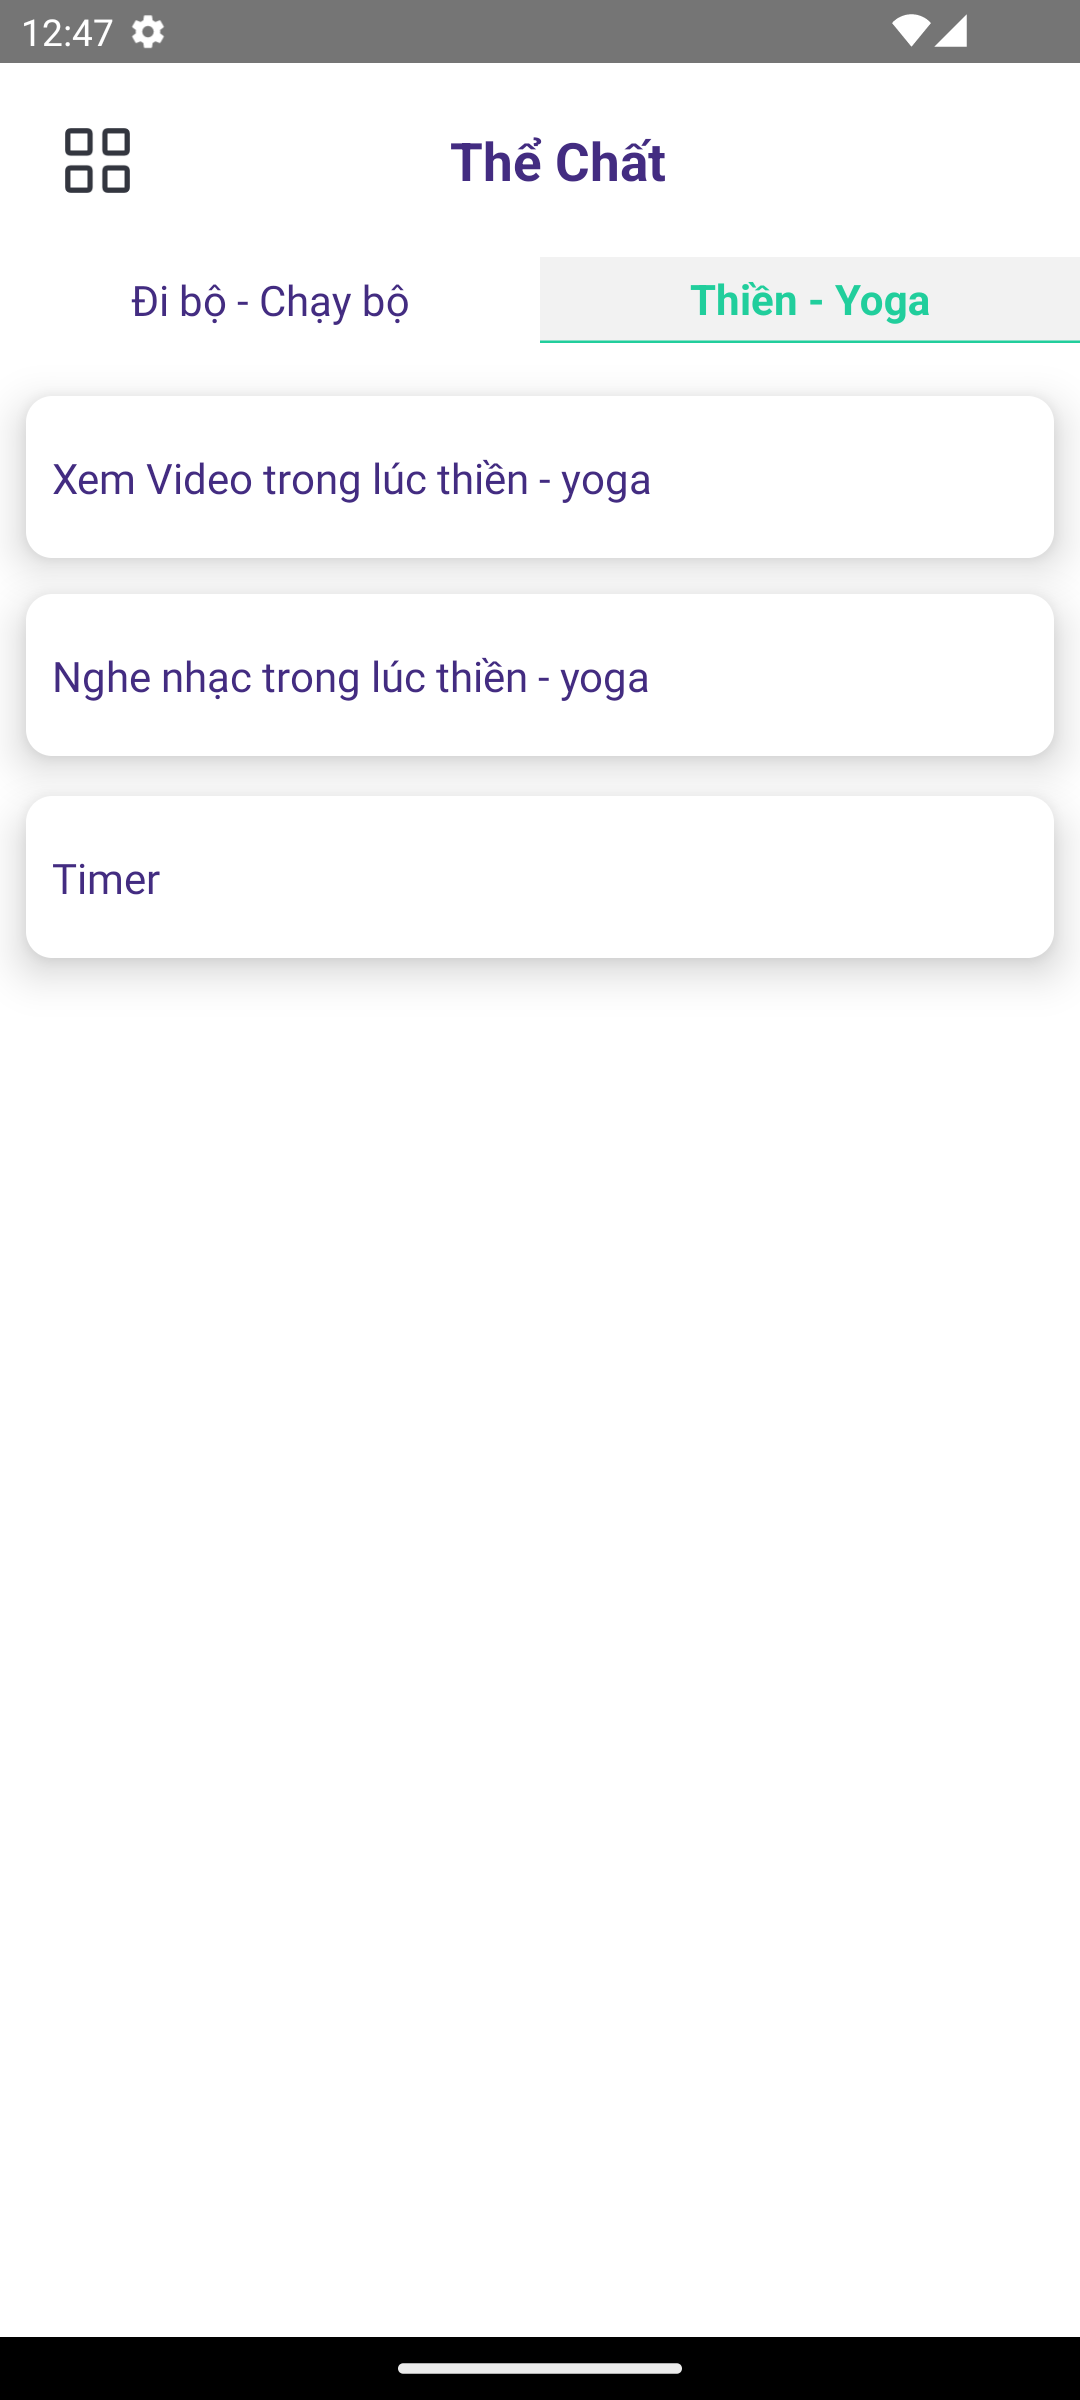 12:47
Thể Chất
Đi bộ - Chạy bộ
Thiền - Yoga
Xem Video trong lúc thiền - yoga
Nghe nhạc trong lúc thiền - yoga
Timer